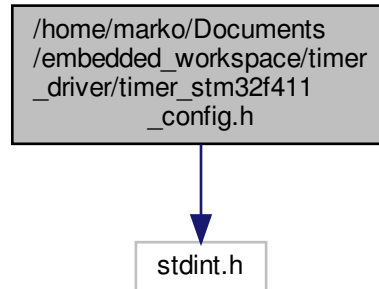 /home/marko/Documents
/embedded_workspace/timer
_driver/timer_stm32f411
_config.h
stdint.h